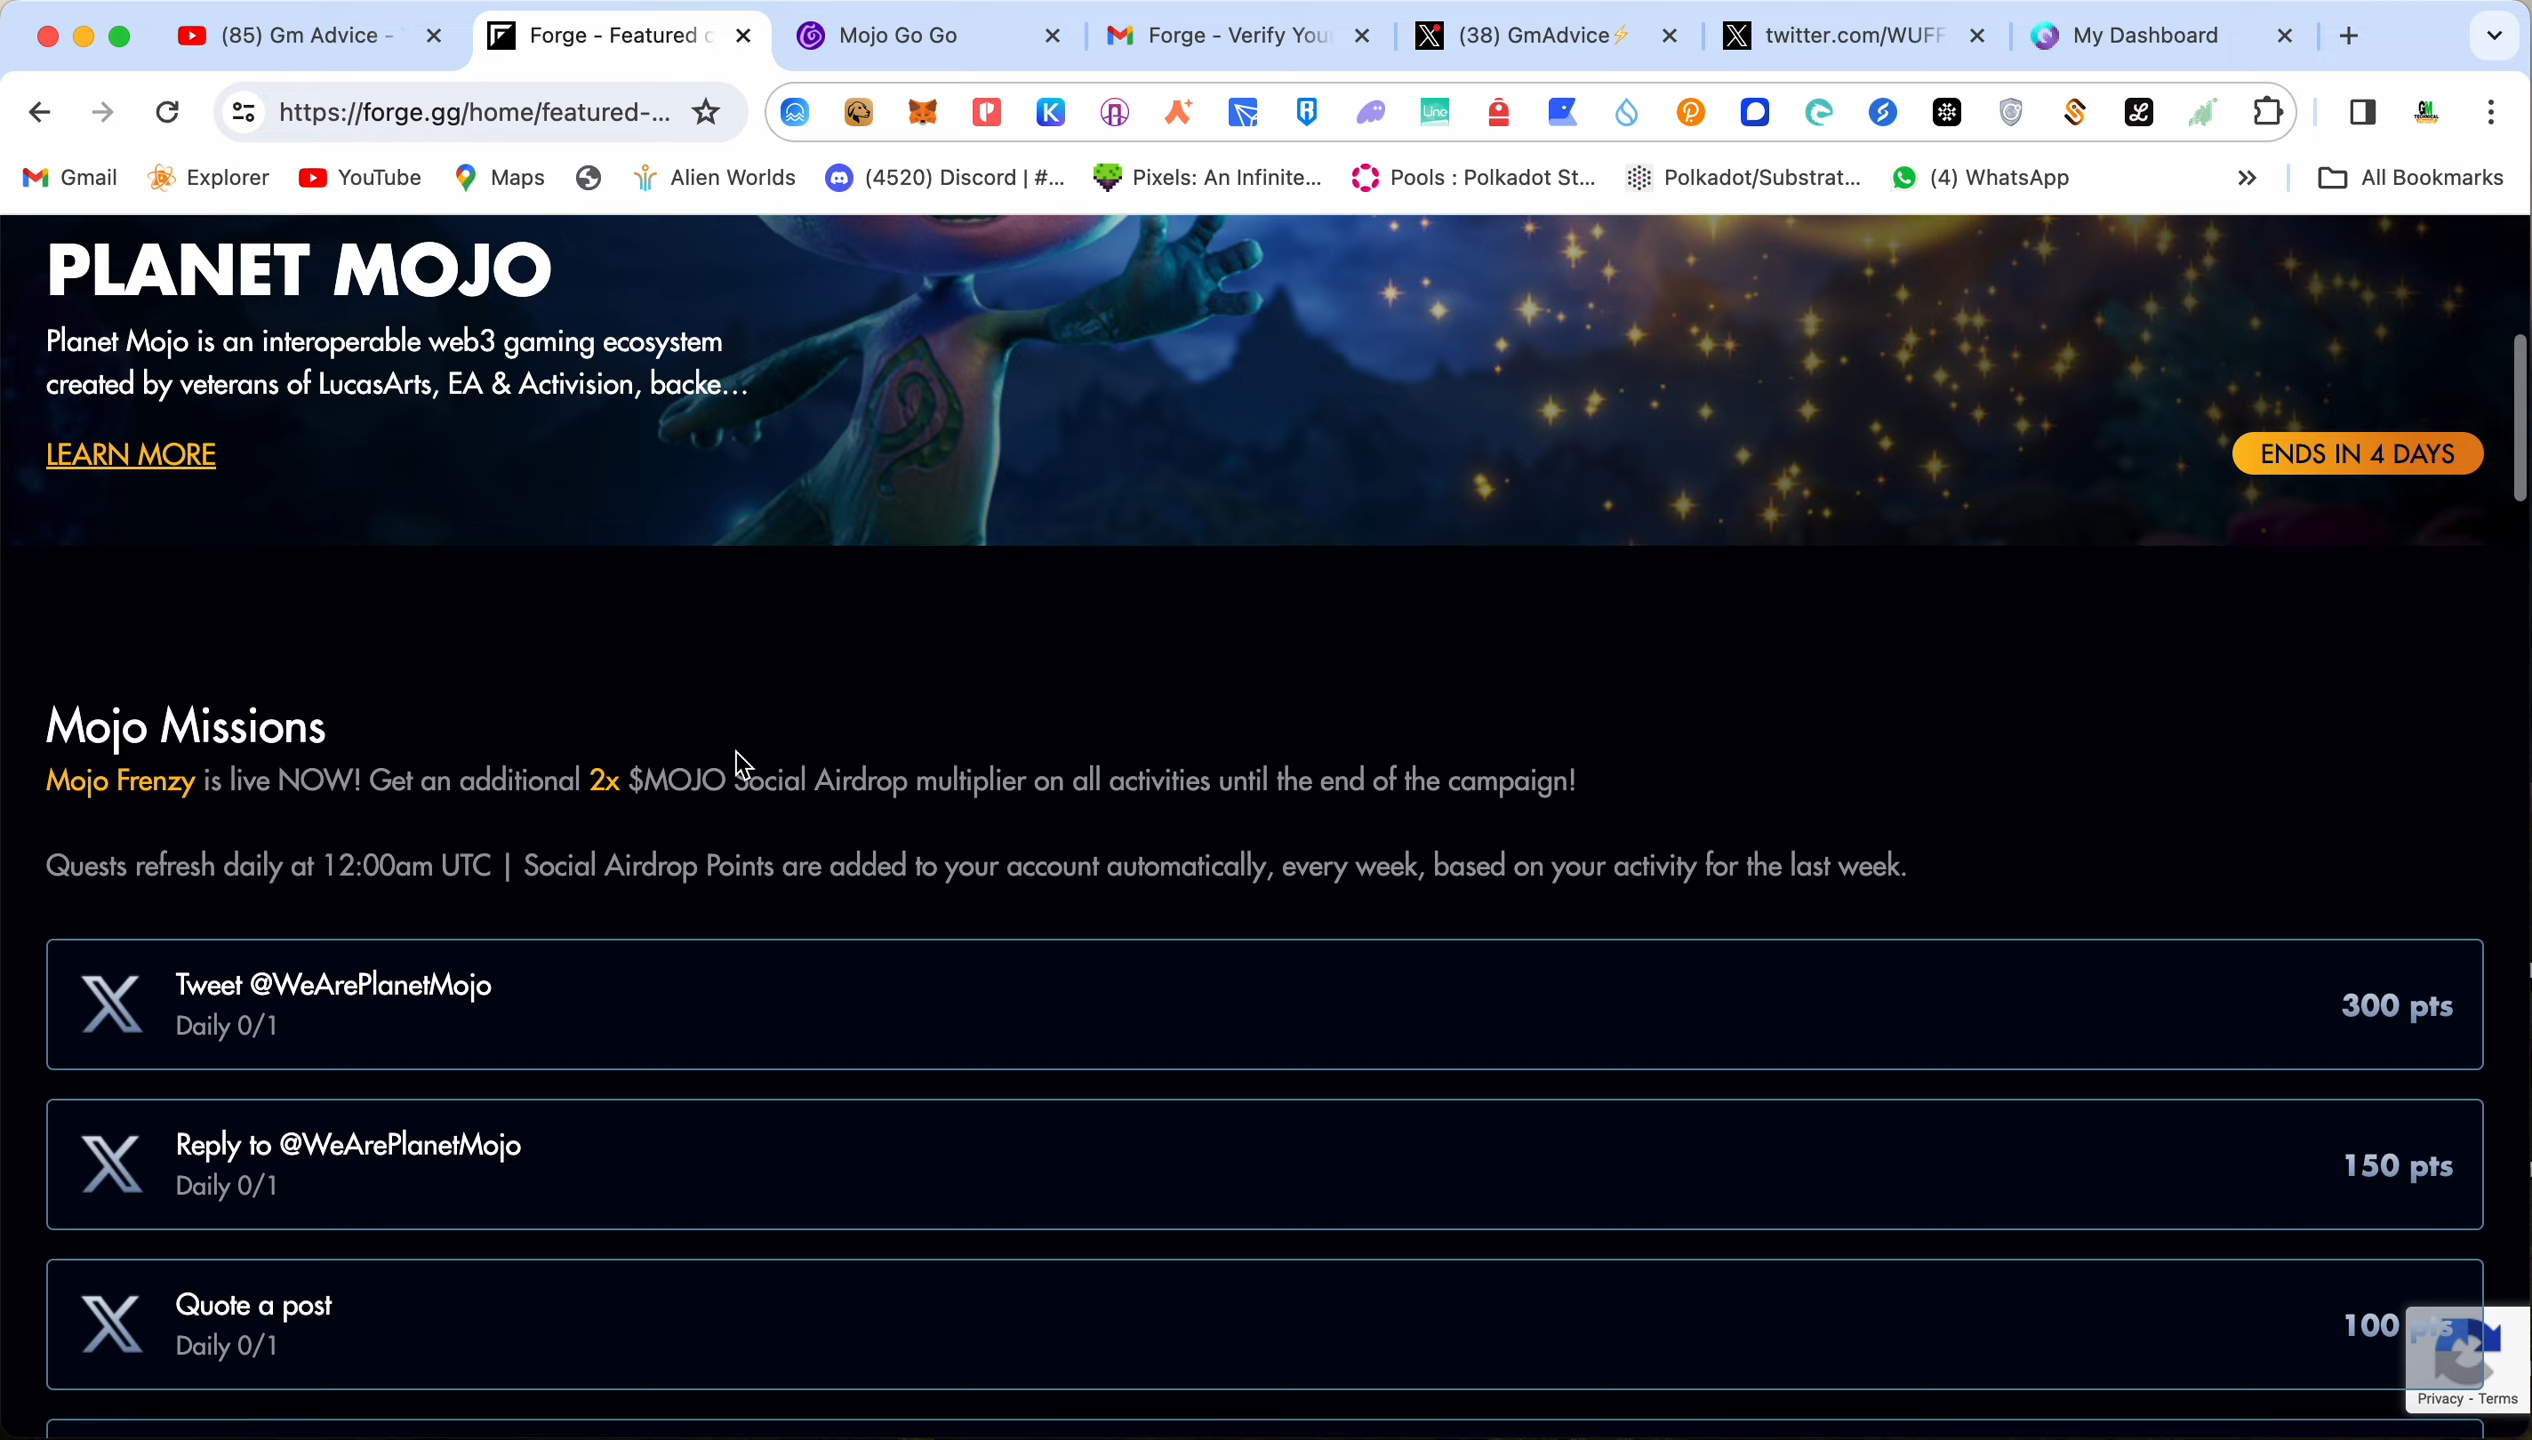 (85) Gm Advice -
Forge - Featured
Mojo Go Go
Forge - Verify You
(38) GmAdvice⚡
twitter.com/WUFF
My Dashboard
https://forge.gg/home/featured-...
Line
Gmail
Explorer
YouTube
Maps
Alien Worlds
(4520) Discord | #...
Pixels: An Infinite...
Pools : Polkadot St...
Polkadot/Substrat...
(4) WhatsApp
All Bookmarks
PLANET MOJO
Planet Mojo is an interoperable web3 gaming ecosystem
created by veterans of LucasArts, EA & Activision, backe...
LEARN MORE
ENDS IN 4 DAYS
Mojo Missions
Mojo Frenzy is live NOW! Get an additional 2x $MOJO Social Airdrop multiplier on all activities until the end of the campaign!
Quests refresh daily at 12:00am UTC | Social Airdrop Points are added to your account automatically, every week, based on your activity for the last week.
Tweet @WeArePlanetMojo
Daily 0/1
300 pts
Reply to @WeArePlanetMojo
Daily 0/1
150 pts
Quote a post
Daily 0/1
100 pts
Privacy - Terms